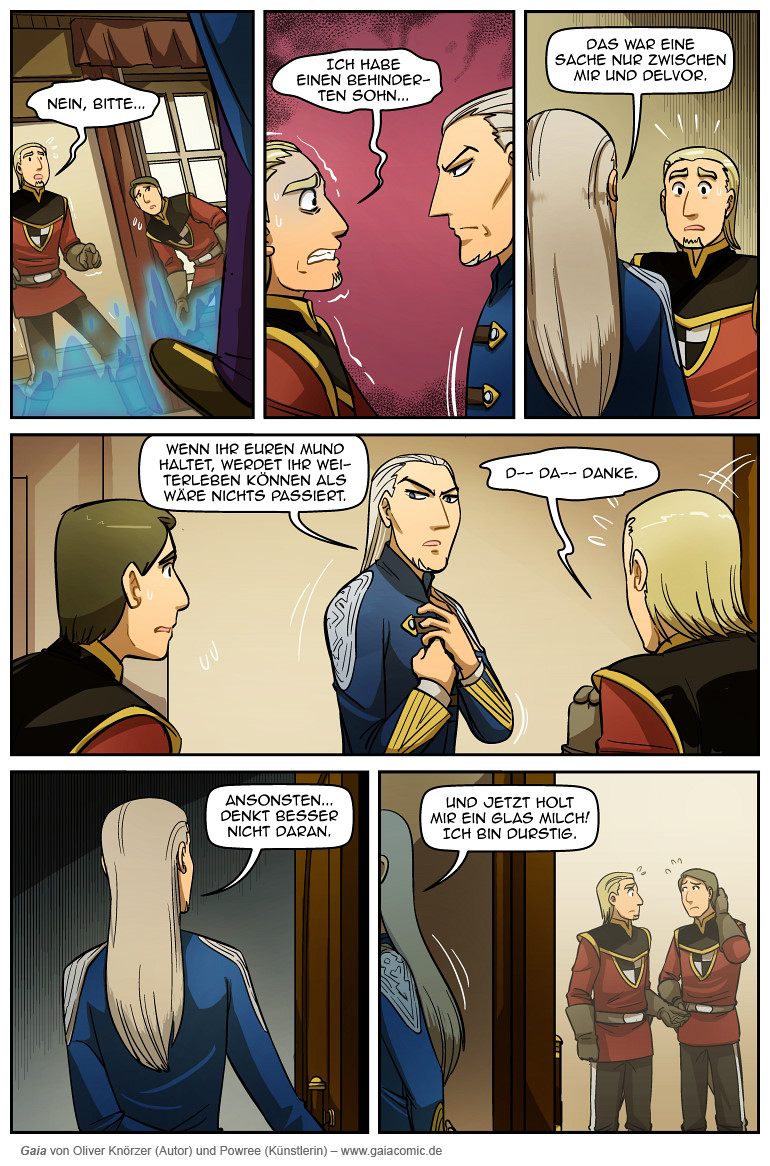 NEIN, BITTE...
ICH HABE
EINEN BEHINDER-
TEN SOHN...
DAS WAR EINE
SACHE NUR ZWISCHEN
MIR UND DELVOR.
WENN IHR EUREN MUND
HALTET, WERDET IHR WEI-
TERLEBEN KÖNNEN ALS
WÄRE NICHTS PASSIERT.
D-- DA-- DANKE.
ANSONSTEN...
DENKT BESSER
NICHT DARAN.
UND JETZT HOLT
MIR EIN GLAS MILCH!
ICH BIN DURSTIG.
Gaia von Oliver Knörzer (Autor) und Powree (Künstlerin) – www.gaiacomic.de